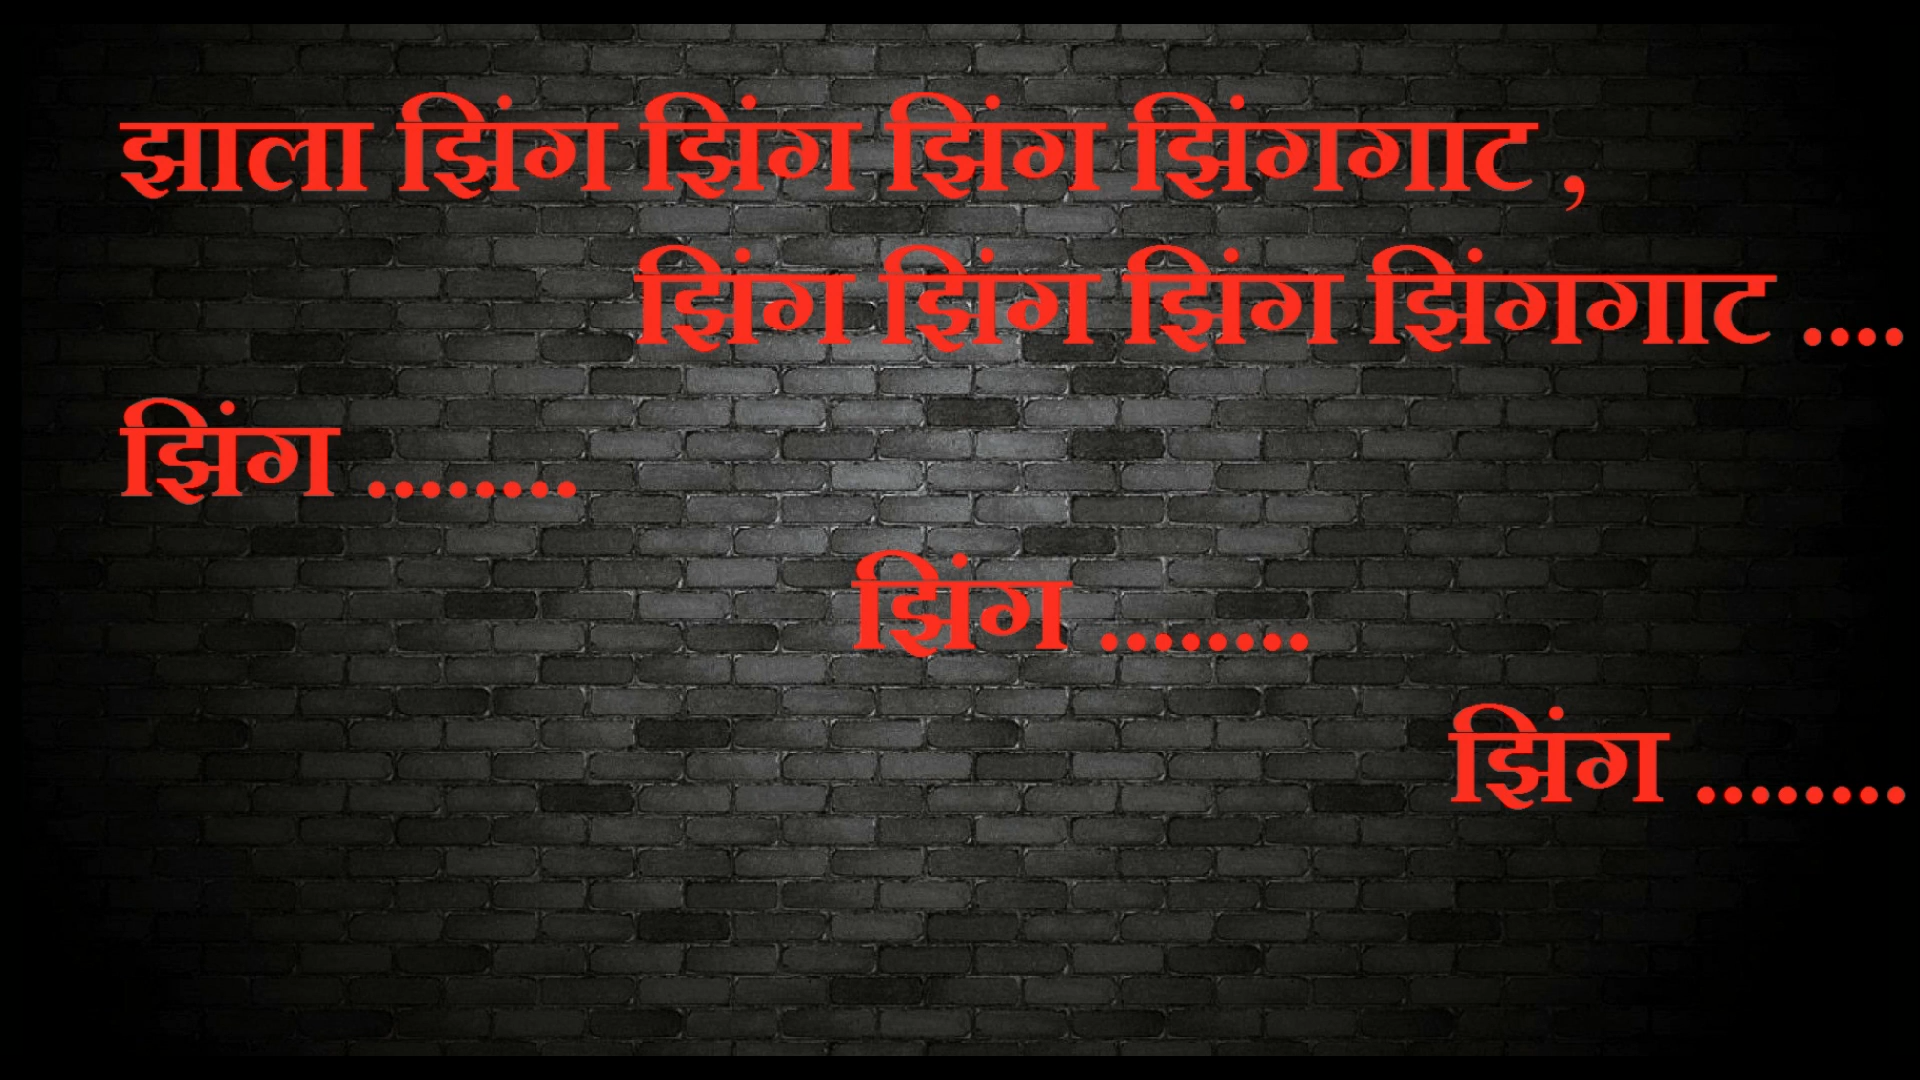 झाला झिंग झिंग झिंग झिंगगाट ,
झिंग झिंग झिंग झिंगगाट ....
झिंग ........
झिंग ........
झिंग ........